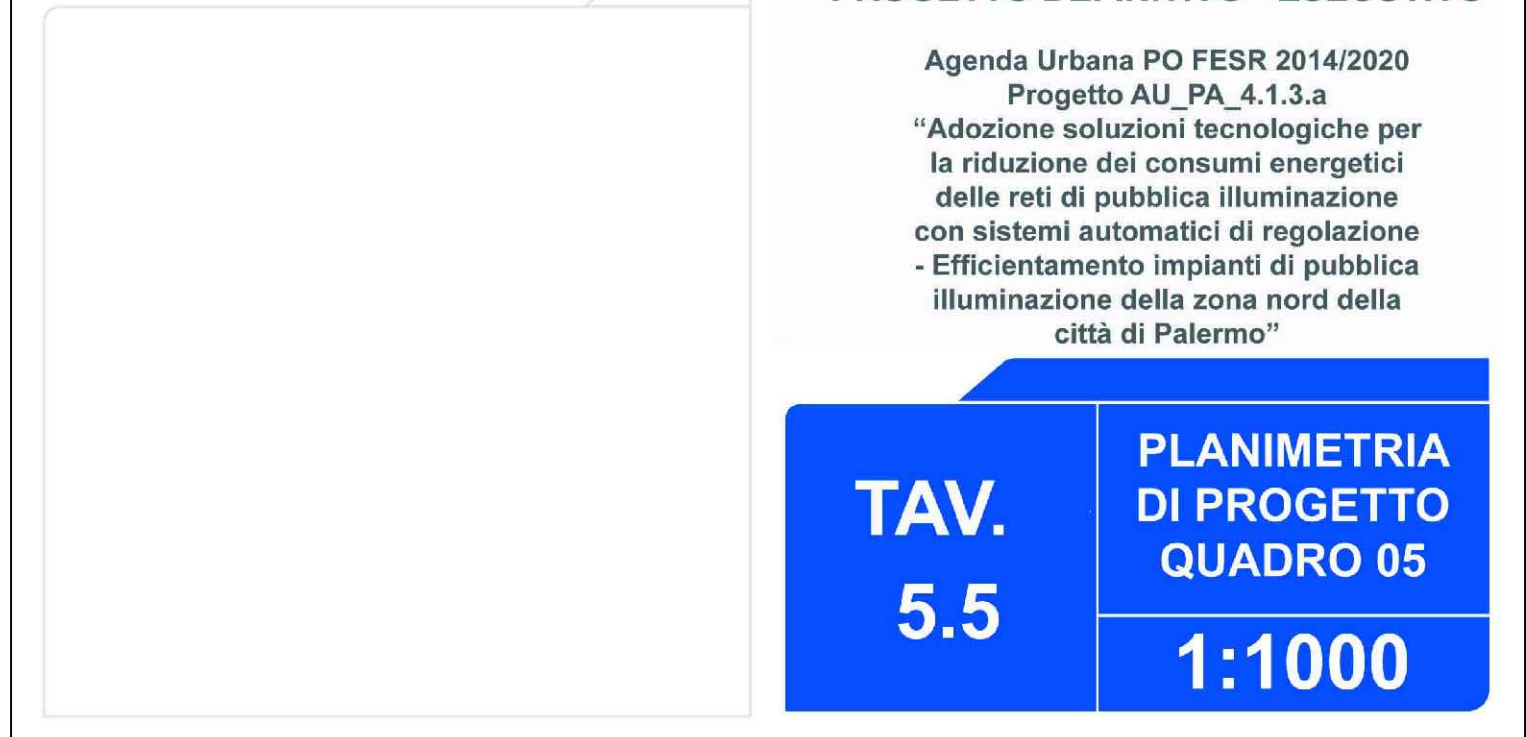 Agenda Urbana PO FESR 2014/2020
Progetto AU_PA_4.1.3.a
“Adozione soluzioni tecnologiche per
la riduzione dei consumi energetici
delle reti di pubblica illuminazione
con sistemi automatici di regolazione
- Efficientamento impianti di pubblica
illuminazione della zona nord della
città di Palermo”
TAV.
5.5
PLANIMETRIA
DI PROGETTO
QUADRO 05
1:1000